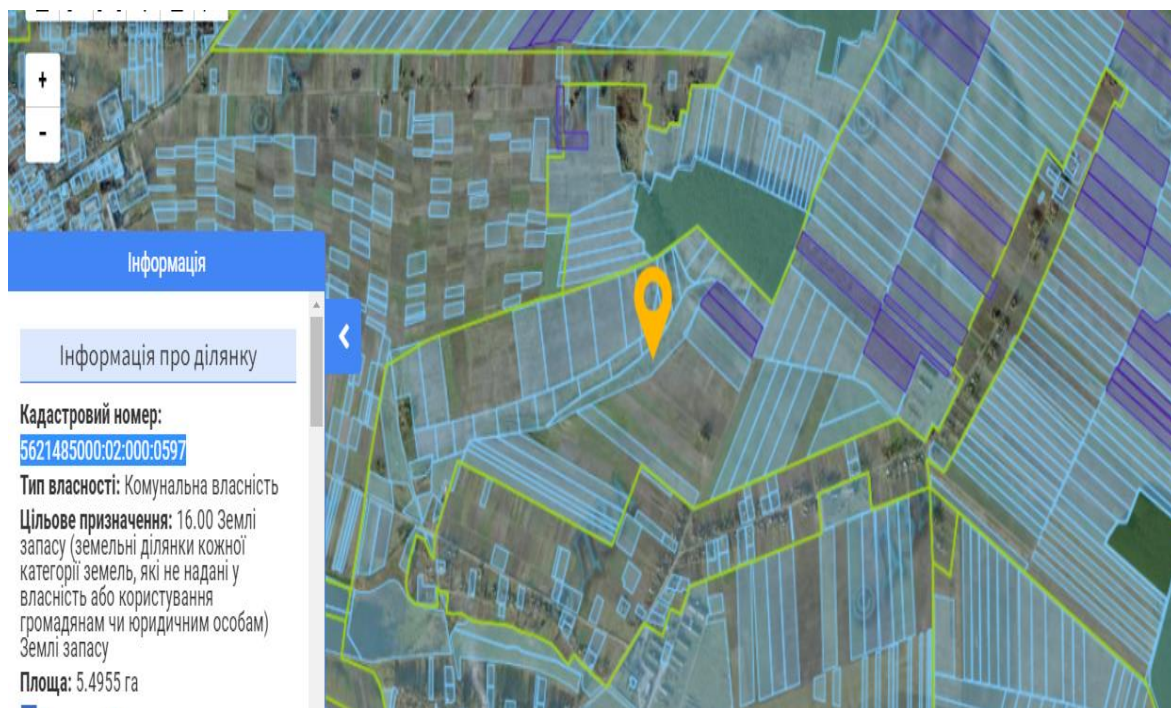 +
-
Інформація
Інформація про ділянку
Кадастровий номер:
5621485000:02:000:0597
Тип власності: Комунальна власність
Цільове призначення: 16.00 Землі
запасу (земельні ділянки кожної
категорії земель, які не надані у
власність або користування
громадянам чи юридичним особам)
Землі запасу
Площа: 5.4955 га